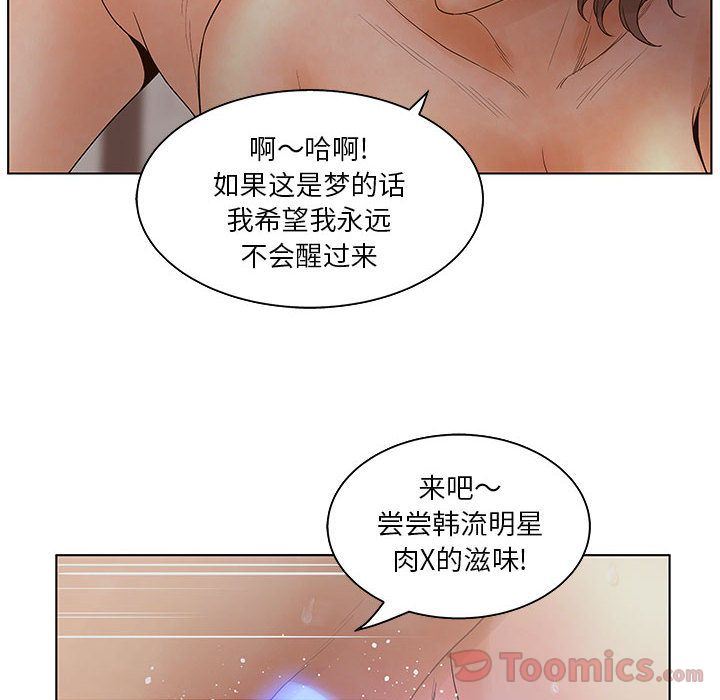 啊～哈啊!
如果这是梦的话
我希望我永远
不会醒过来
来吧～
尝尝韩流明星
肉X的滋味!
Toomics.com